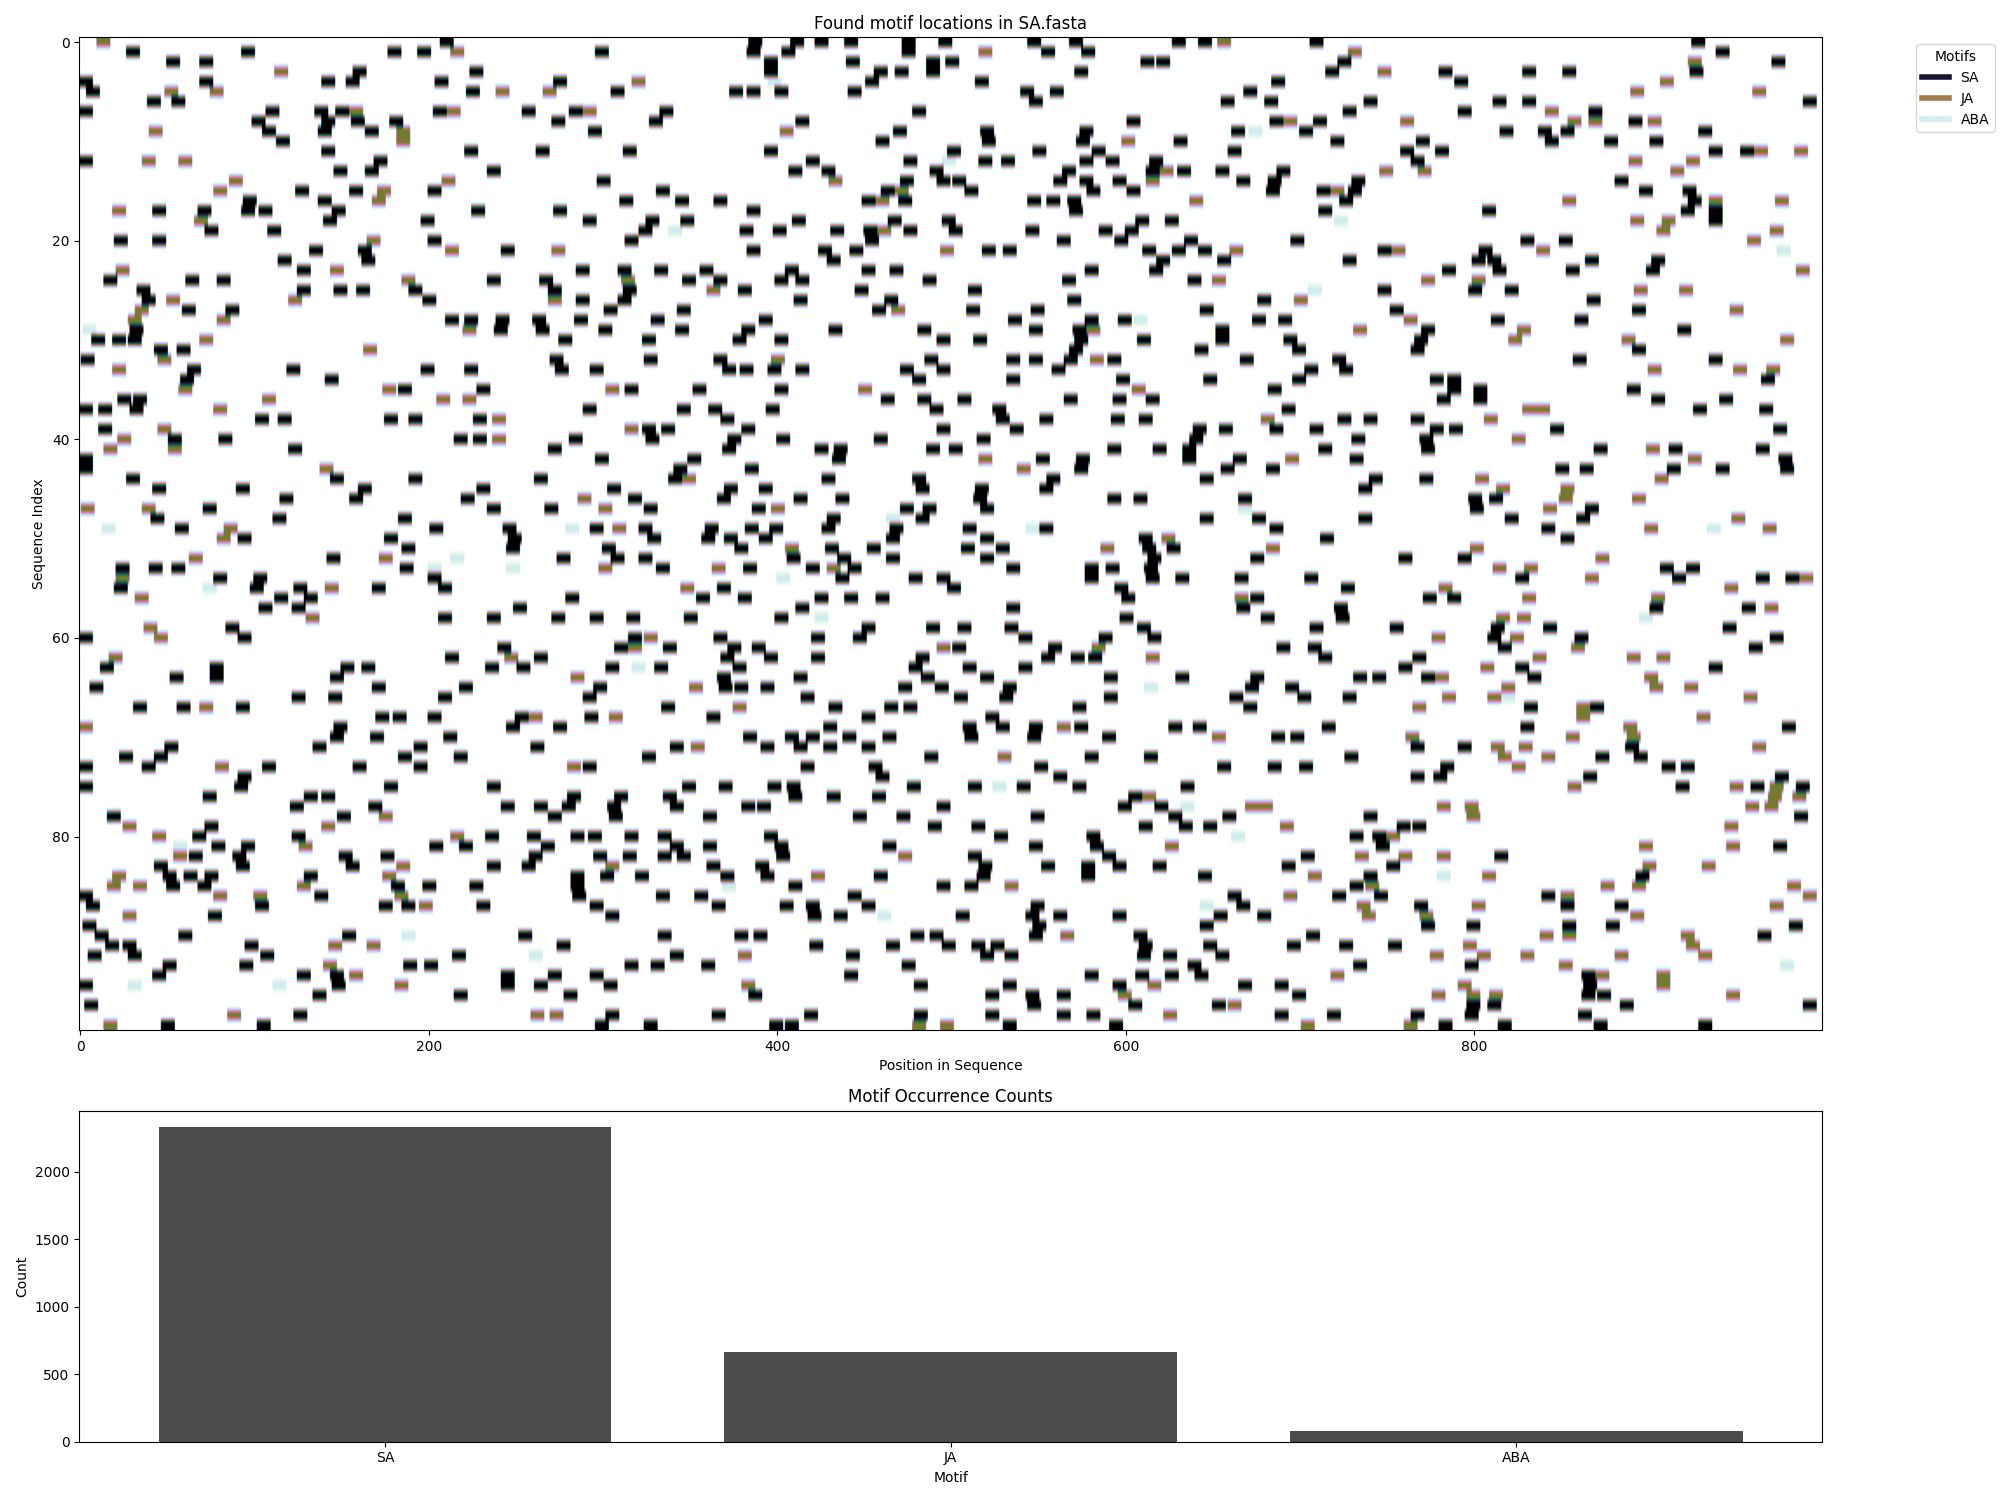 Found motif locations in SA.fasta
0
20
40
60
80
Sequence Index
0
200
400
600
800
Position in Sequence
Motifs
SA
JA
ABA
Motif Occurrence Counts
2000
1500
1000
500
0
Count
SA
JA
ABA
Motif